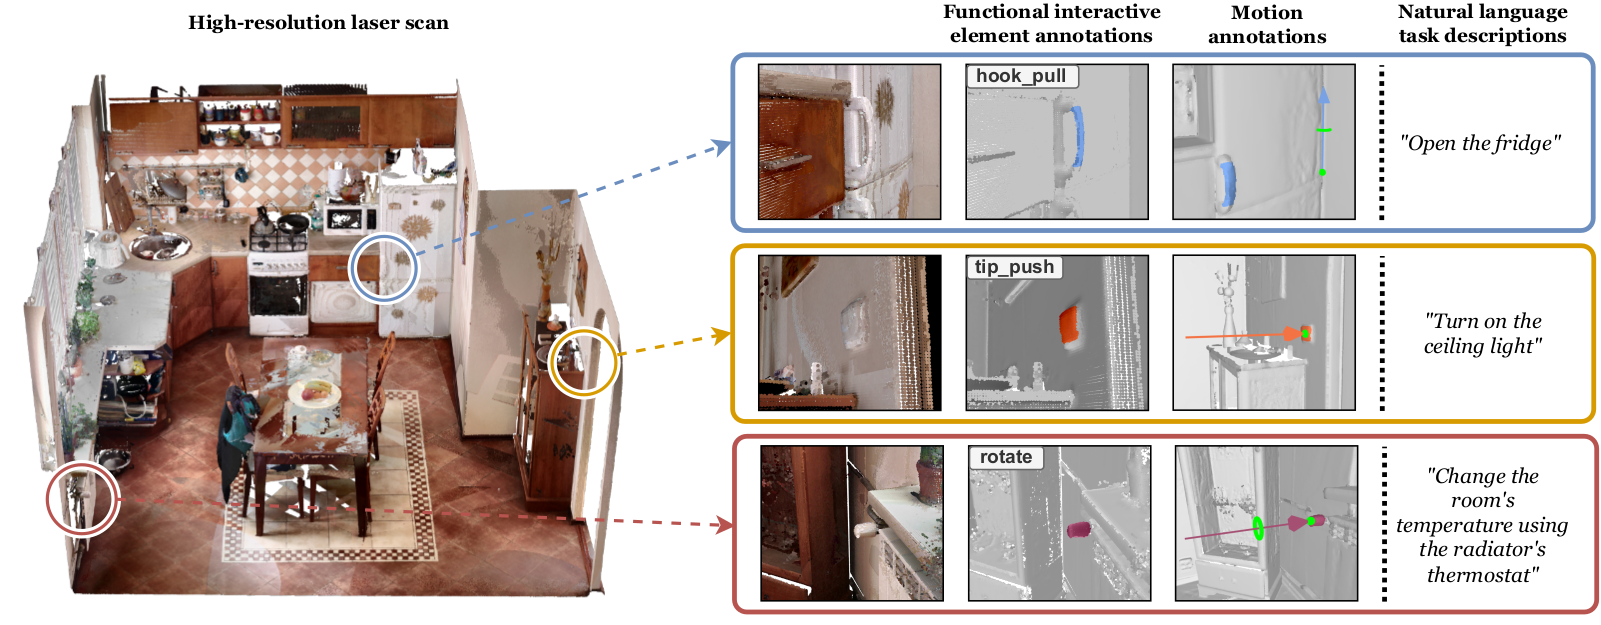 High-resolution laser scan
Functional interactive
element annotations
Motion
annotations
Natural language
task descriptions
hook_pull
"Open the fridge"
tip_push
"Turn on the
ceiling light"
rotate
"Change the
room's
temperature using
the radiator's
thermostat"